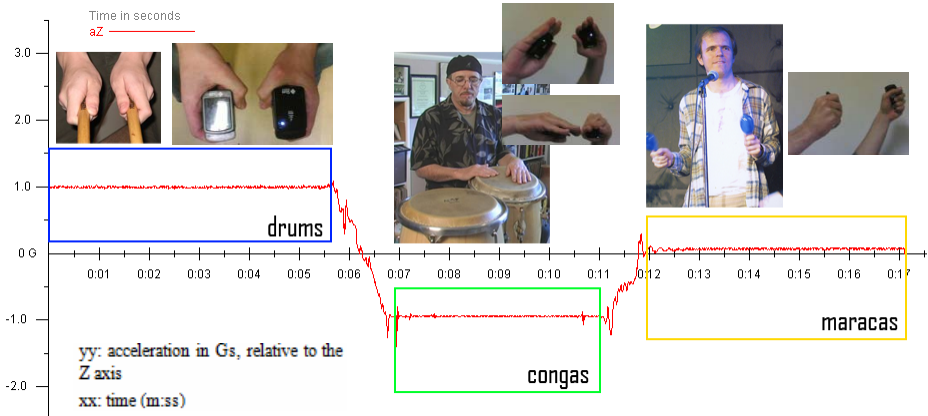 Time in seconds
aZ
3.0
2.0
1.0
drums
0 G
0:01 0:02 0:03 0:04 0:05 0:06 0:07 0:08 0:09 0:10 0:11 0:12 0:13 0:14 0:15 0:16 0:17
-1.0
maracas
yy: acceleration in Gs, relative to the
Z axis
congas
-2.0
xx: time (m:ss)